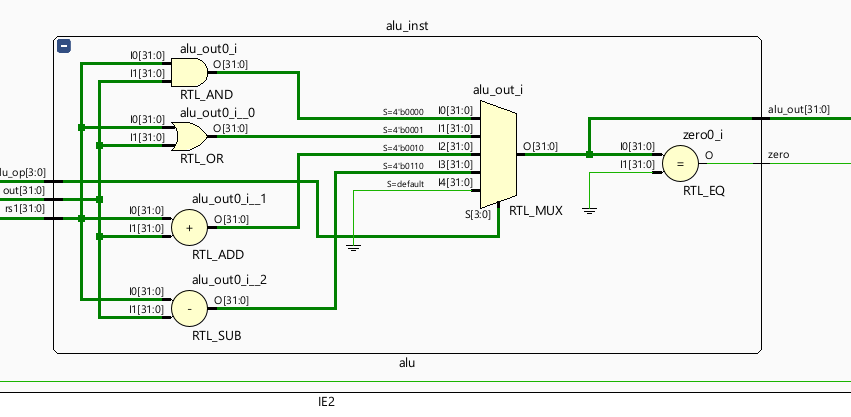 alu_inst
alu_out0_i
I0[31:0]
I1[31:0]
O[31:0]
RTL_AND
alu_out0_i__0
I0[31:0]
I1[31:0]
O[31:0]
RTL_OR
alu_out_i
S=4'b0000 I0[31:0]
S=4'b0001 I1[31:0]
S=4'b0010 I2[31:0]
S=4'b0110 I3[31:0]
S=default I4[31:0]
O[31:0]
S[3:0]
RTL_MUX
alu_out[31:0]
zero0_i
I0[31:0]
I1[31:0]
=
O
zero
RTL_EQ
lu_op[3:0]
out[31:0]
rs1[31:0]
alu_out0_i__1
I0[31:0]
I1[31:0]
+
O[31:0]
RTL_ADD
alu_out0_i__2
I0[31:0]
I1[31:0]
-
O[31:0]
RTL_SUB
alu
IE2